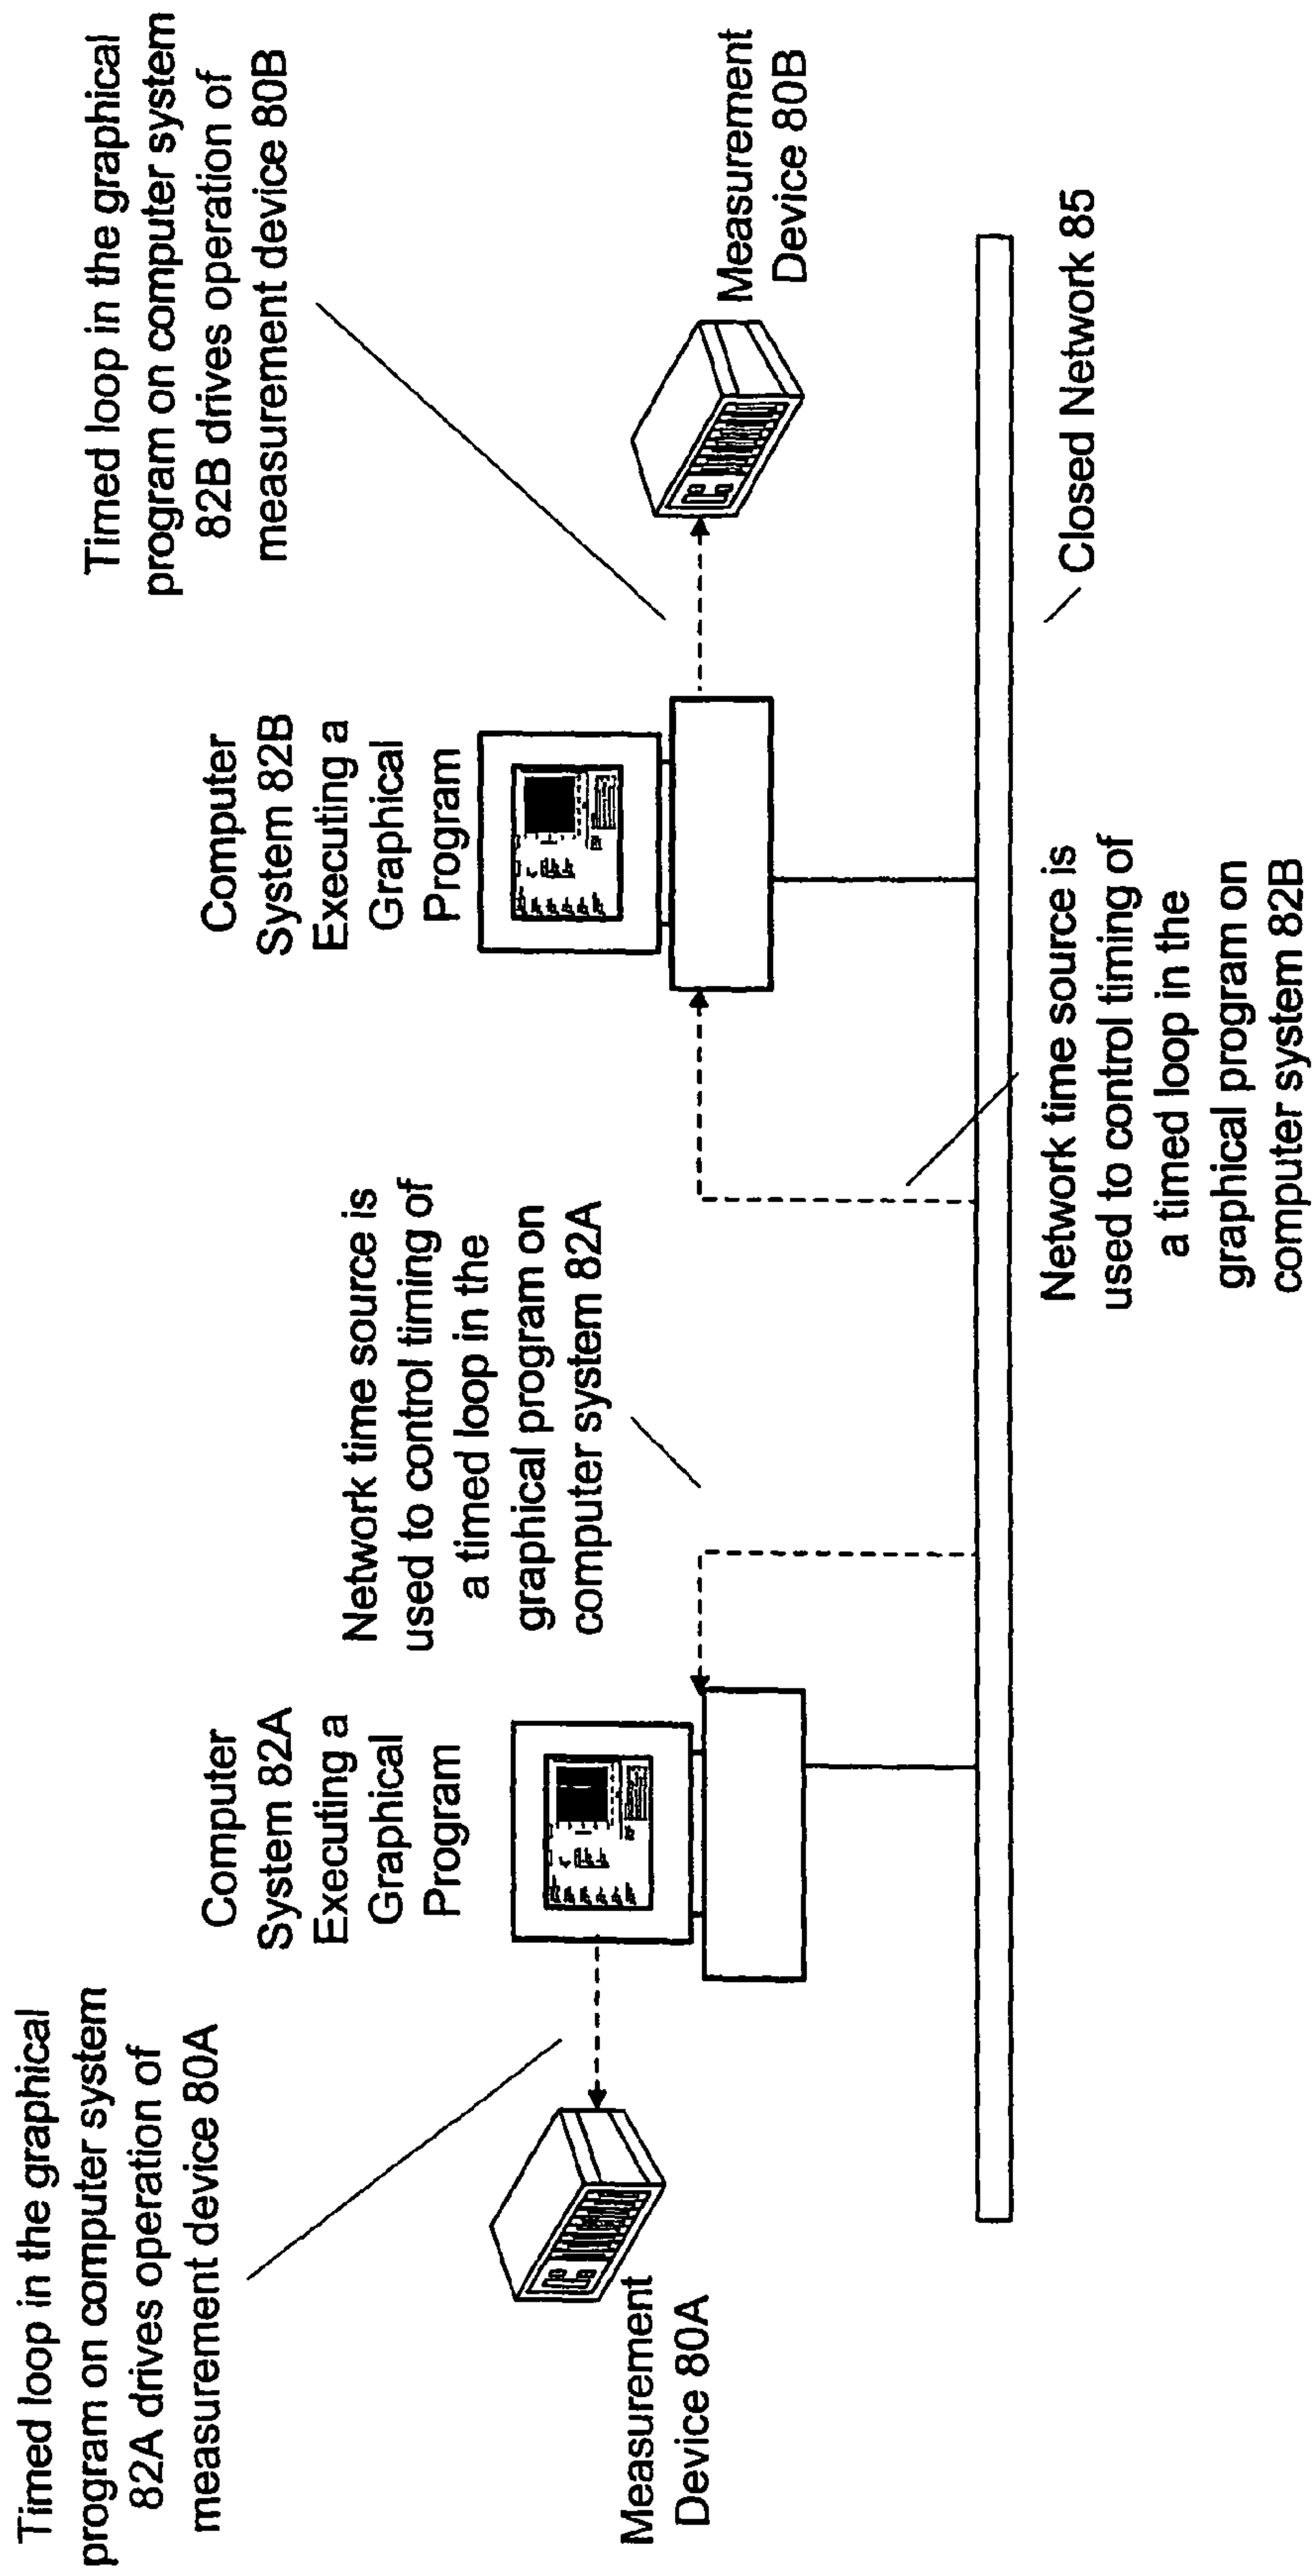 Timed loop in the graphical
program on computer system
82A drives operation of
measurement device 80A
Measurement
Device 80A
Computer
System 82A
Executing a
Graphical
Program
Network time source is
used to control timing of
a timed loop in the
graphical program on
computer system 82A
Computer
System 82B
Executing a
Graphical
Program
Timed loop in the graphical
program on computer system
82B drives operation of
measurement device 80B
Measurement
Device 80B
Network time source is
used to control timing of
a timed loop in the
graphical program on
computer system 82B
Closed Network 85